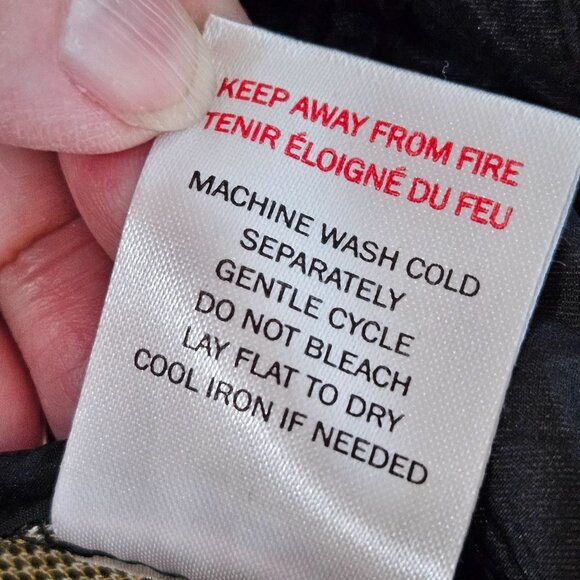 KEEP AWAY FROM FIRE
TENIR ÉLOIGNÉ DU FEU
MACHINE WASH COLD
SEPARATELY
GENTLE CYCLE
DO NOT BLEACH
LAY FLAT TO DRY
COOL IRON IF NEEDED